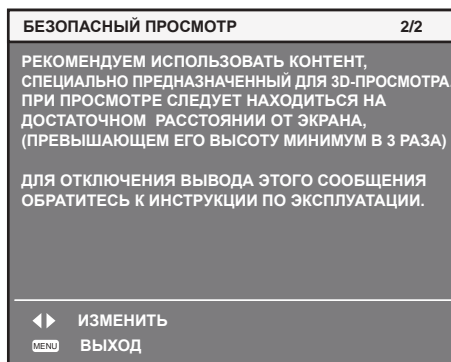 БЕЗОПАСНЫЙ ПРОСМОТР 2/2
РЕКОМЕНДУЕМ ИСПОЛЬЗОВАТЬ КОНТЕНТ,
СПЕЦИАЛЬНО ПРЕДНАЗНАЧЕННЫЙ ДЛЯ 3D-ПРОСМОТРА.
ПРИ ПРОСМОТРЕ СЛЕДУЕТ НАХОДИТЬСЯ НА
ДОСТАТОЧНОМ РАССТОЯНИИ ОТ ЭКРАНА,
(ПРЕВЫШАЮЩЕМ ЕГО ВЫСОТУ МИНИМУМ В 3 РАЗА)
ДЛЯ ОТКЛЮЧЕНИЯ ВЫВОДА ЭТОГО СООБЩЕНИЯ
ОБРАТИТЕСЬ К ИНСТРУКЦИИ ПО ЭКСПЛУАТАЦИИ.
ИЗМЕНИТЬ
MENU ВЫХОД